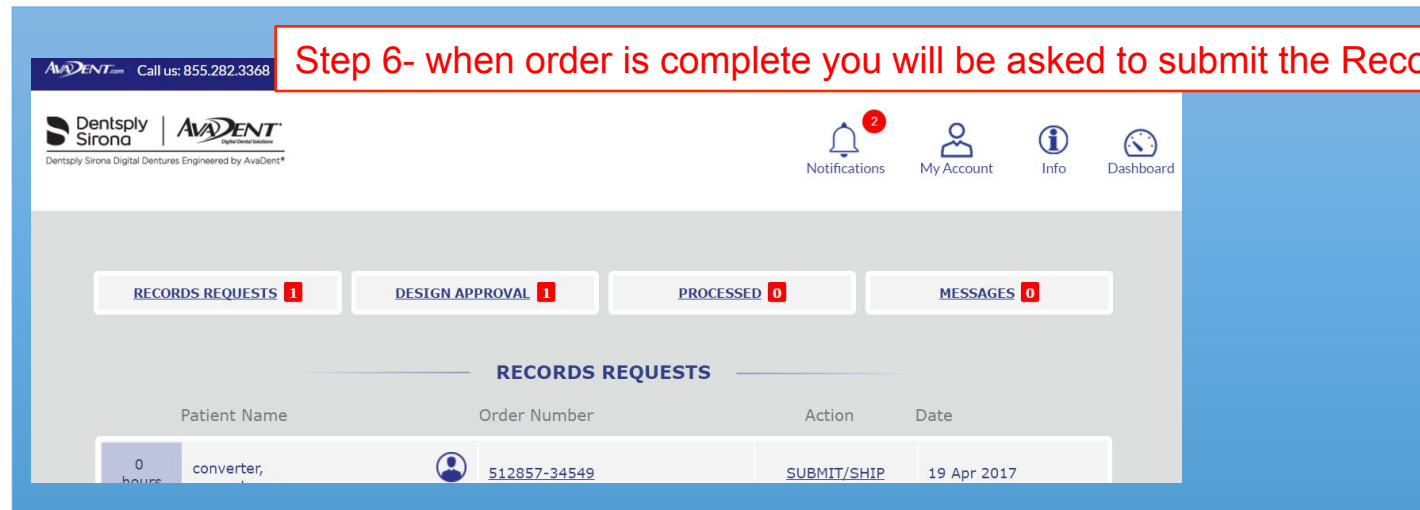 Step 6- when order is complete you will be asked to submit the
AVADENT.com Call us: 855.282.3368
Dentsply Sirona AVADENT Digital Dental Solutions
Dentsply Sirona Digital Dentures Engineered by AvaDent®
2
Notifications My Account Info Dashboard
RECORDS REQUESTS 1 DESIGN APPROVAL 1 PROCESSED 0 MESSAGES 0
RECORDS REQUESTS
Patient Name Order Number Action Date
0 hours converter, 512857-34549 SUBMIT/SHIP 19 Apr 2017